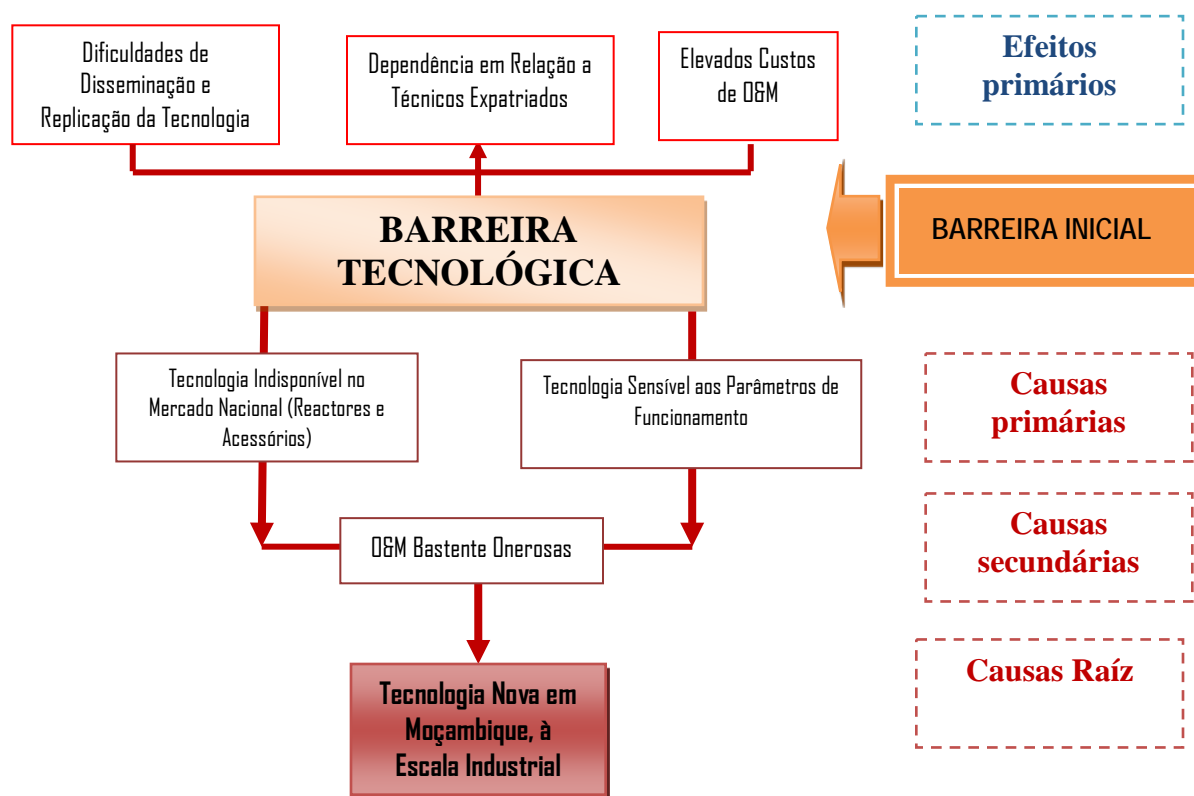 Dificuldades de
Disseminação e
Replicação da Tecnologia
Dependência em Relação a
Técnicos Expatriados
Elevados Custos
de O&M
Efeitos
primários
BARREIRA
TECNOLÓGICA
BARREIRA INICIAL
Tecnologia Indisponível no
Mercado Nacional (Reactores e
Acessórios)
Tecnologia Sensível aos Parâmetros de
Funcionamento
Causas
primárias
O&M Bastente Onerosas
Causas
secundárias
Tecnologia Nova em
Moçambique, à
Escala Industrial
Causas Raíz